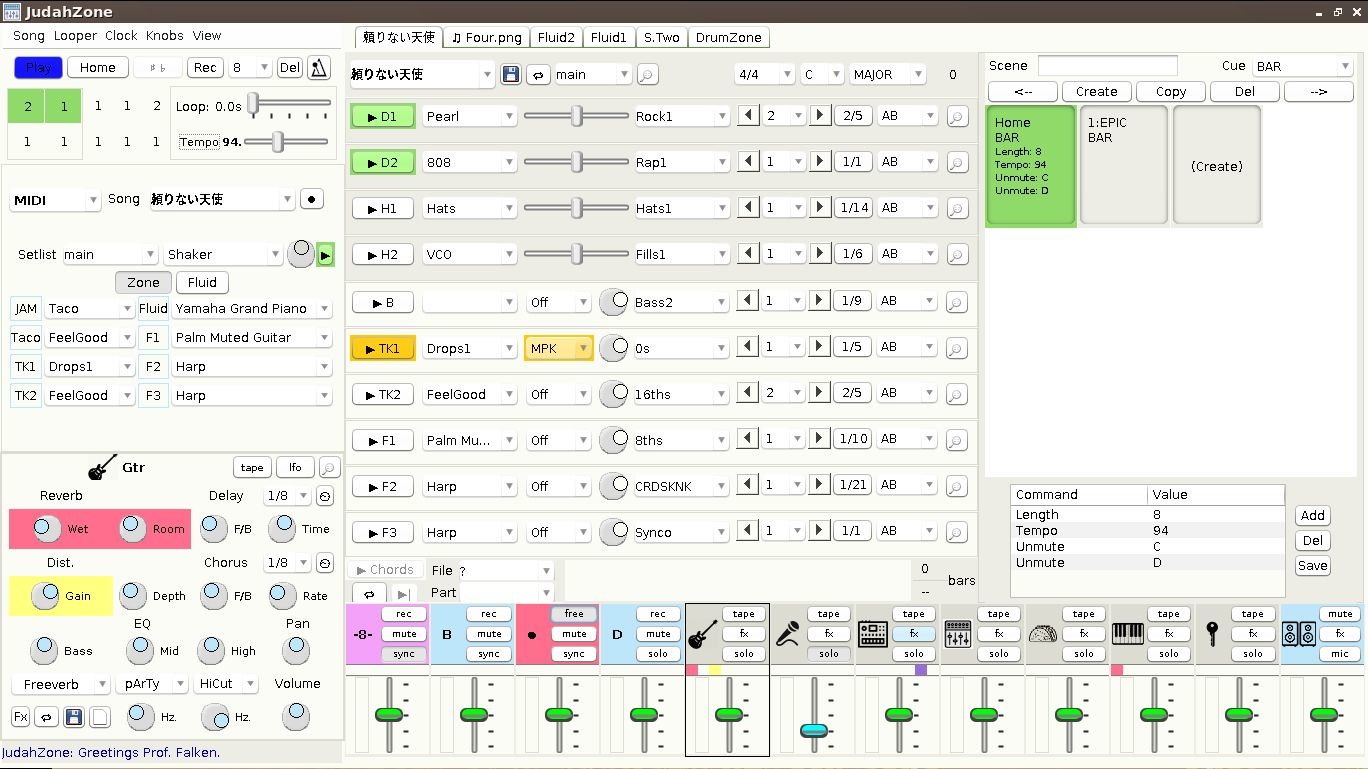 JudahZone
Song Looper Clock Knobs View
Play Home ♯♭ Rec 8 Del
2 1 1 1 2
1 1 1 1 1
Loop: 0.0s
Tempo 94.
MIDI Song 頼りない天使
Setlist main Shaker
Zone Fluid
JAM Taco Fluid Yamaha Grand Piano
Taco FeelGood F1 Palm Muted Guitar
TK1 Drops1 F2 Harp
TK2 FeelGood F3 Harp
Gtr tape lfo
Reverb Delay 1/8
Wet Room F/B Time
Dist. Chorus 1/8
Gain Depth F/B Rate
EQ Pan
Bass Mid High
Freeverb pArTy HiCut Volume
Fx Hz. Hz.
JudahZone: Greetings Prof. Falken.
頼りない天使 ♫ Four.png Fluid2 Fluid1 S.Two DrumZone
頼りない天使 main 4/4 C MAJOR 0
▶ D1 Pearl Rock1 2 2/5 AB
▶ D2 808 Rap1 1 1/1 AB
▶ H1 Hats Hats1 1 1/14 AB
▶ H2 VCO Fills1 1 1/6 AB
▶ B Off Bass2 1 1/9 AB
▶ TK1 Drops1 MPK 0s 1 1/5 AB
▶ TK2 FeelGood Off 16ths 2 2/5 AB
▶ F1 Palm Mu... Off 8ths 1 1/10 AB
▶ F2 Harp Off CRDSKNK 1 1/21 AB
▶ F3 Harp Off Synco 1 1/1 AB
▶ Chords File ? 0
Part -- bars
Scene Cue BAR
<-- Create Copy Del -->
Home
BAR
Length: 8
Tempo: 94
Unmute: C
Unmute: D
1:EPIC
BAR
(Create)
Command Value
Length 8
Tempo 94
Unmute C
Unmute D
Add
Del
Save
rec rec free rec tape tape tape tape tape tape tape mute
-8- mute B mute mute D mute fx fx fx fx fx fx fx fx
sync sync sync solo solo solo solo solo solo solo solo mic